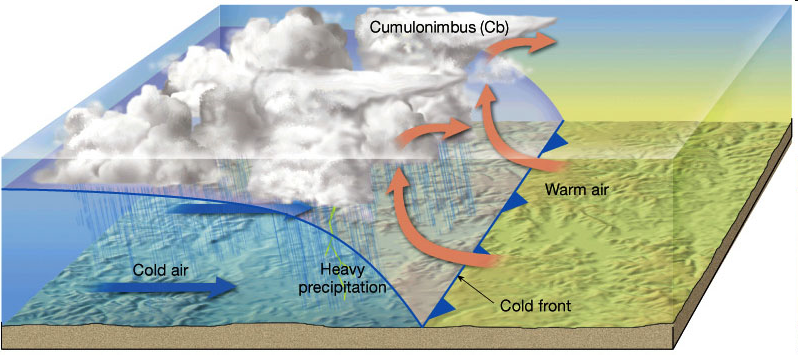 Cumulonimbus (Cb)
Warm air
Cold air
Heavy
precipitation
Cold front